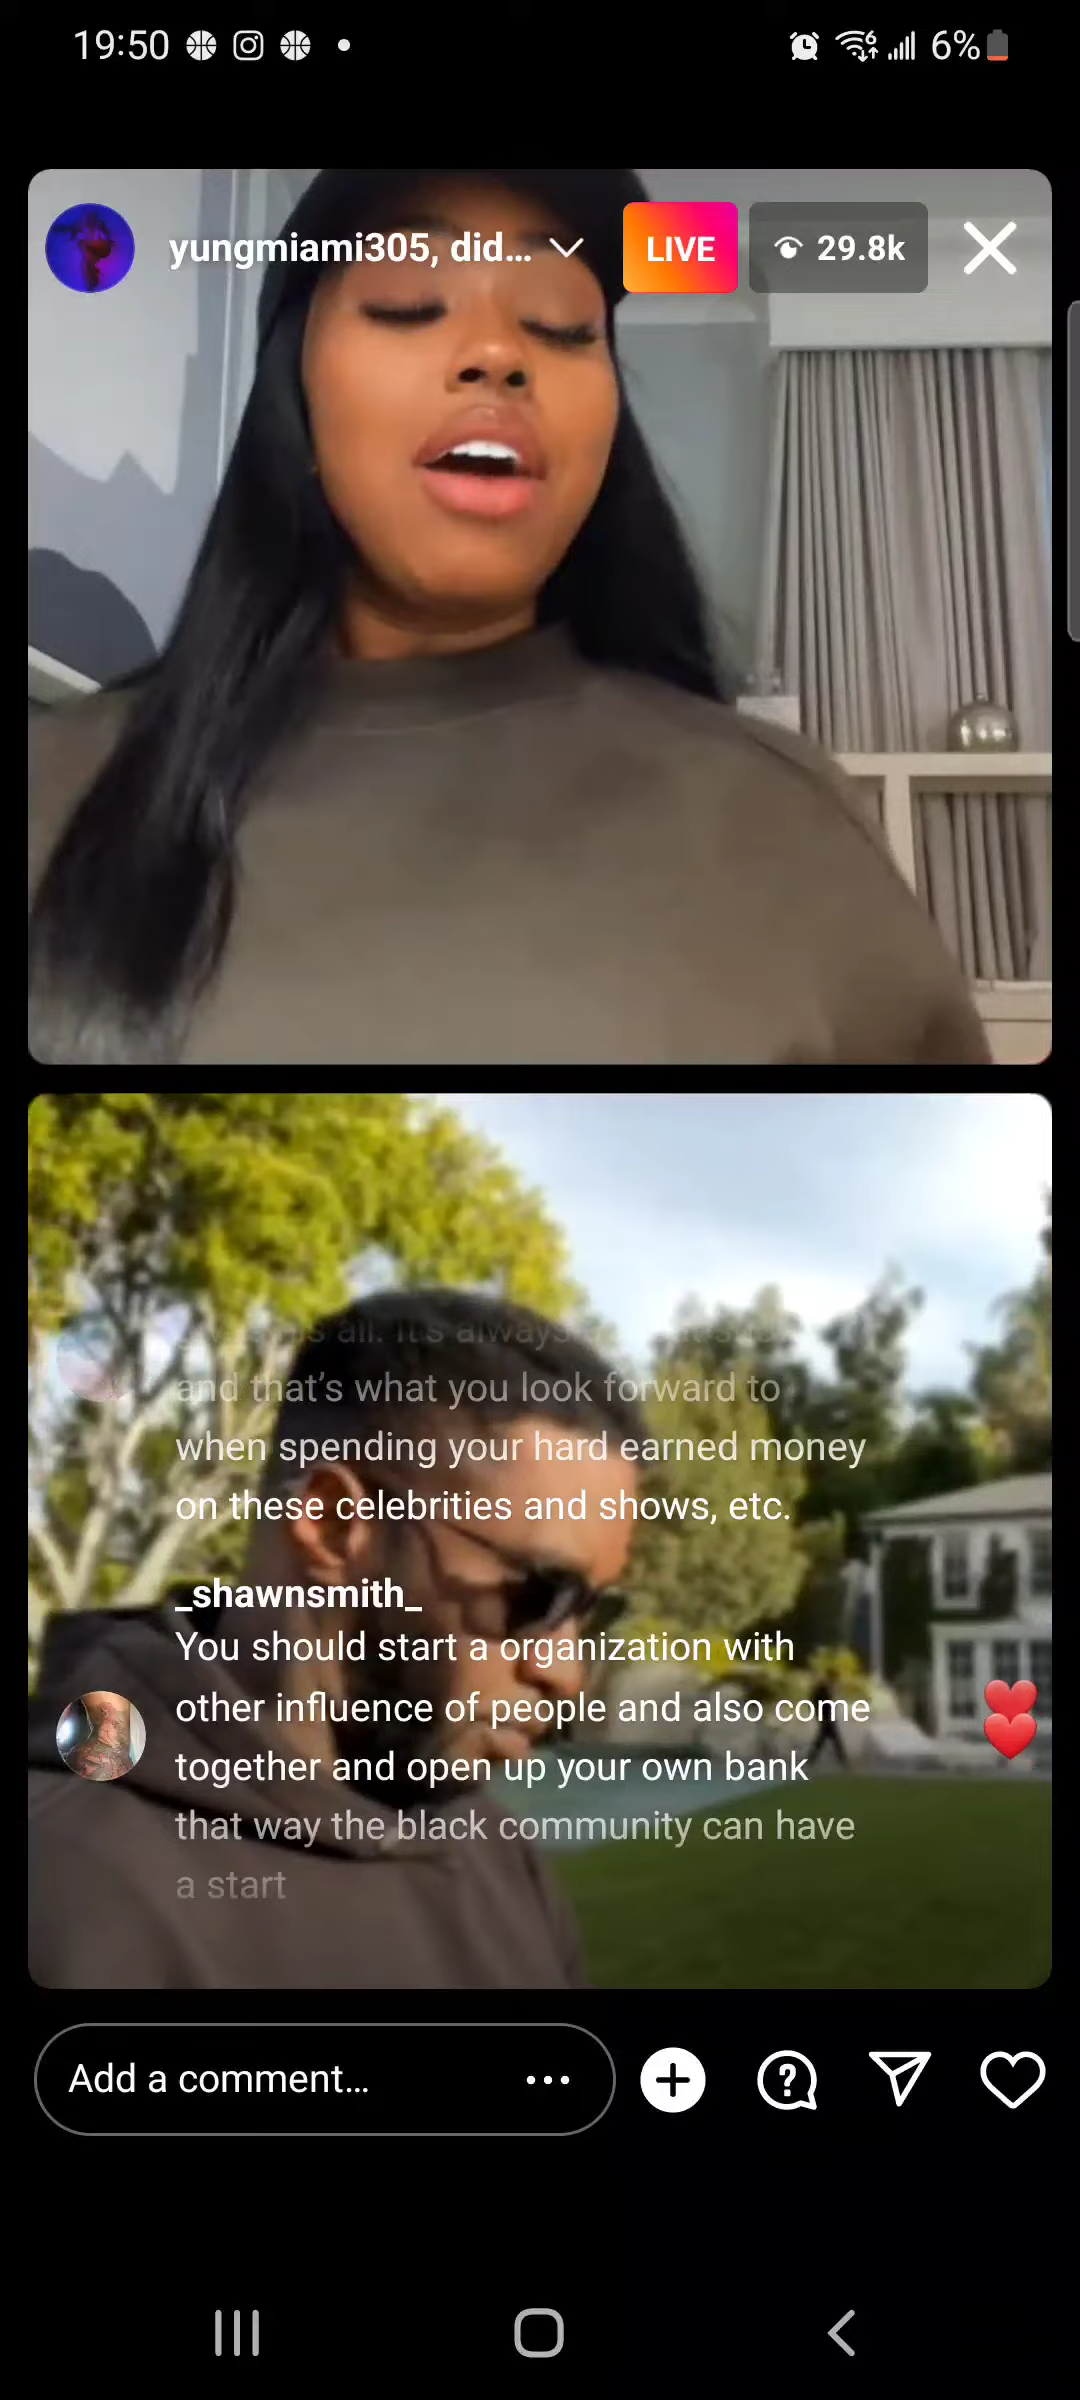 19:50
6%
yungmiami305, did...
LIVE
29.8k
all. It's always
and that's what you look forward to
when spending your hard earned money
on these celebrities and shows, etc.
_shawnsmith_
You should start a organization with
other influence of people and also come
together and open up your own bank
that way the black community can have
a start
Add a comment...